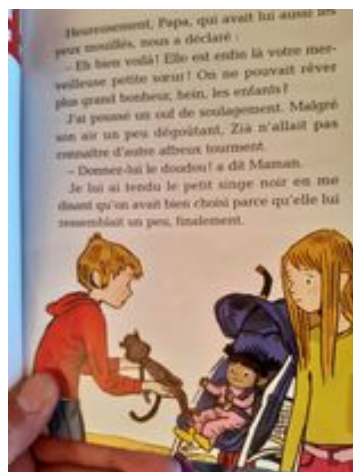 Heureusement, Papa, qui avait lui aussi les
yeux mouillés, nous a déclaré :
– Eh bien voilà ! Elle est enfin là votre mer-
veilleuse petite sœur ! On ne pouvait rêver
plus grand bonheur, hein, les enfants ?
J'ai poussé un ouf de soulagement. Malgré
son air un peu dégoûtant, Zia n'allait pas
connaître d'autre affreux tourment.
– Donnez-lui le doudou ! a dit Maman.
Je lui ai tendu le petit singe noir en me
disant qu'on avait bien choisi parce qu'elle lui
ressemblait un peu, finalement.